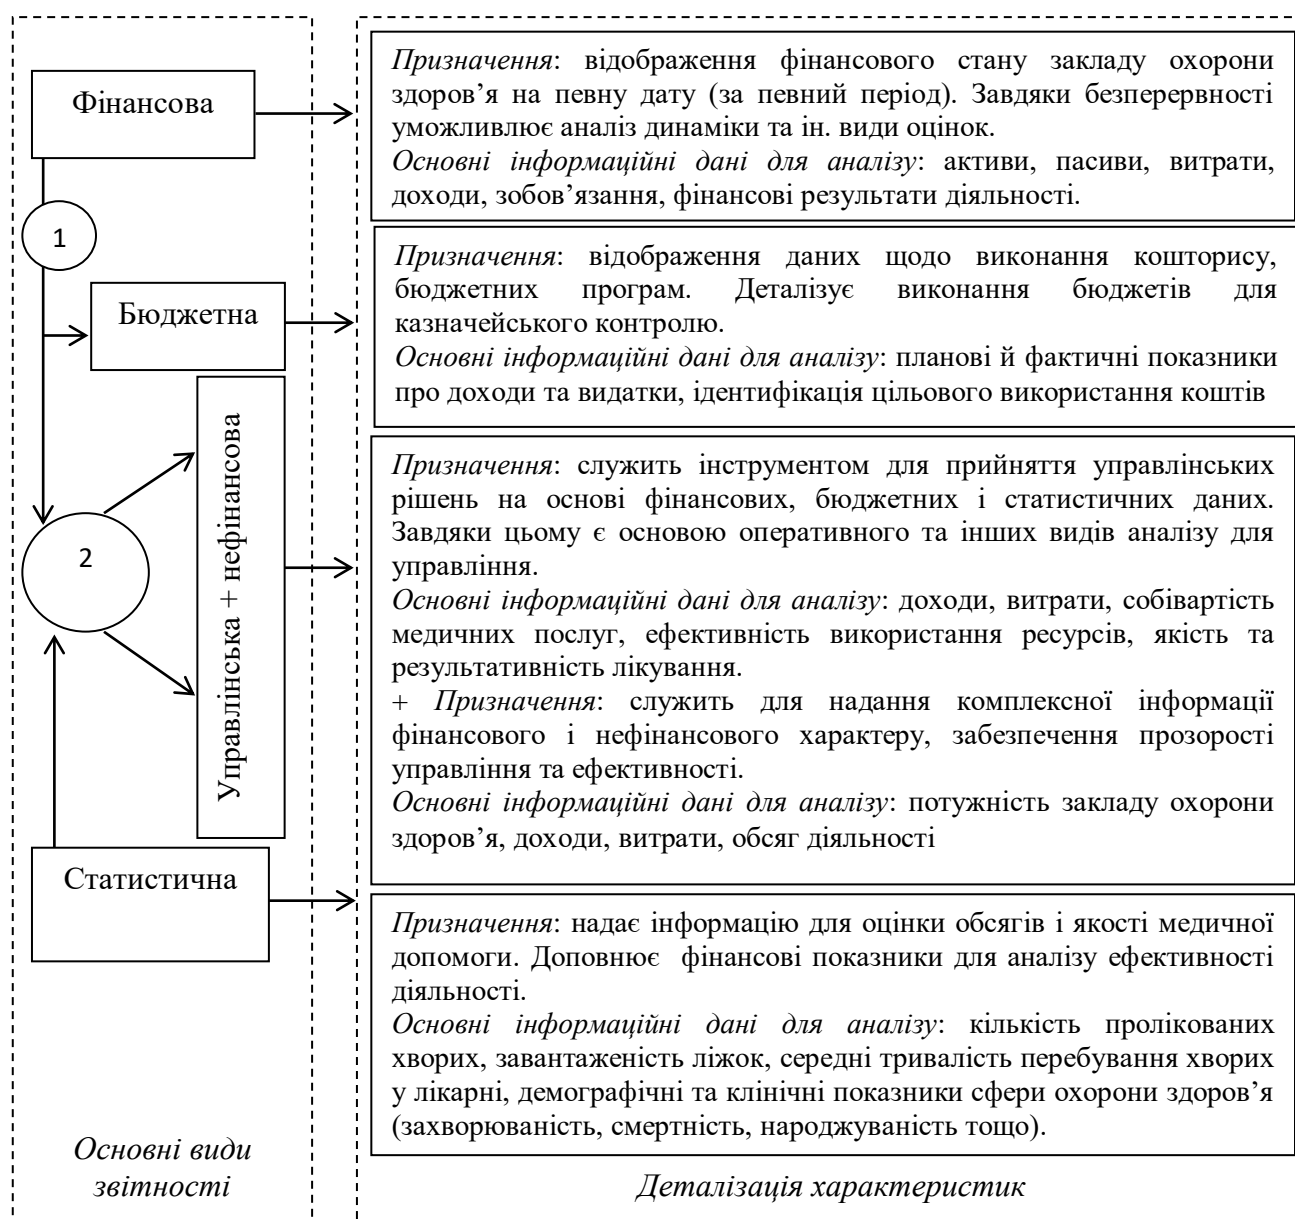 Фінансова
1
Бюджетна
Управлінська + нефінансова
2
Статистична
Основні види
звітності
Призначення: відображення фінансового стану закладу охорони
здоров’я на певну дату (за певний період). Завдяки безперервності
уможливлює аналіз динаміки та ін. види оцінок.
Основні інформаційні дані для аналізу: активи, пасиви, витрати,
доходи, зобов’язання, фінансові результати діяльності.
Призначення: відображення даних щодо виконання кошторису,
бюджетних програм. Деталізує виконання бюджетів для
казначейського контролю.
Основні інформаційні дані для аналізу: планові й фактичні показники
про доходи та видатки, ідентифікація цільового використання коштів
Призначення: служить інструментом для прийняття управлінських
рішень на основі фінансових, бюджетних і статистичних даних.
Завдяки цьому є основою оперативного та інших видів аналізу для
управління.
Основні інформаційні дані для аналізу: доходи, витрати, собівартість
медичних послуг, ефективність використання ресурсів, якість та
результативність лікування.
+ Призначення: служить для надання комплексної інформації
фінансового і нефінансового характеру, забезпечення прозорості
управління та ефективності.
Основні інформаційні дані для аналізу: потужність закладу охорони
здоров’я, доходи, витрати, обсяг діяльності
Призначення: надає інформацію для оцінки обсягів і якості медичної
допомоги. Доповнює фінансові показники для аналізу ефективності
діяльності.
Основні інформаційні дані для аналізу: кількість пролікованих
хворих, завантаженість ліжок, середні тривалість перебування хворих
у лікарні, демографічні та клінічні показники сфери охорони здоров’я
(захворюваність, смертність, народжуваність тощо).
Деталізація характеристик